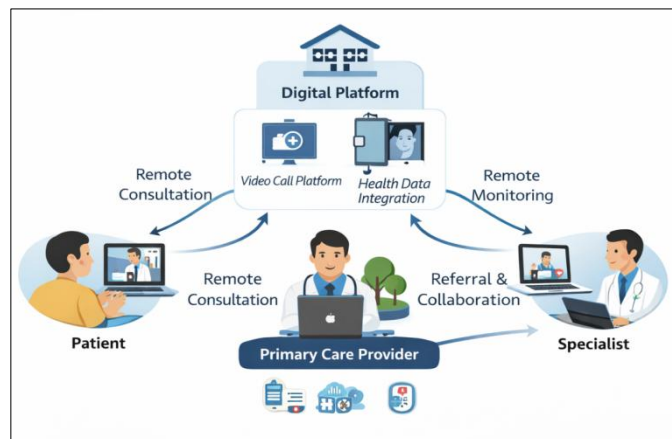 Digital Platform
Video Call Platform
Health Data
Integration
Remote
Consultation
Remote
Monitoring
Remote
Consultation
Referral &
Collaboration
Patient
Primary Care Provider
Specialist